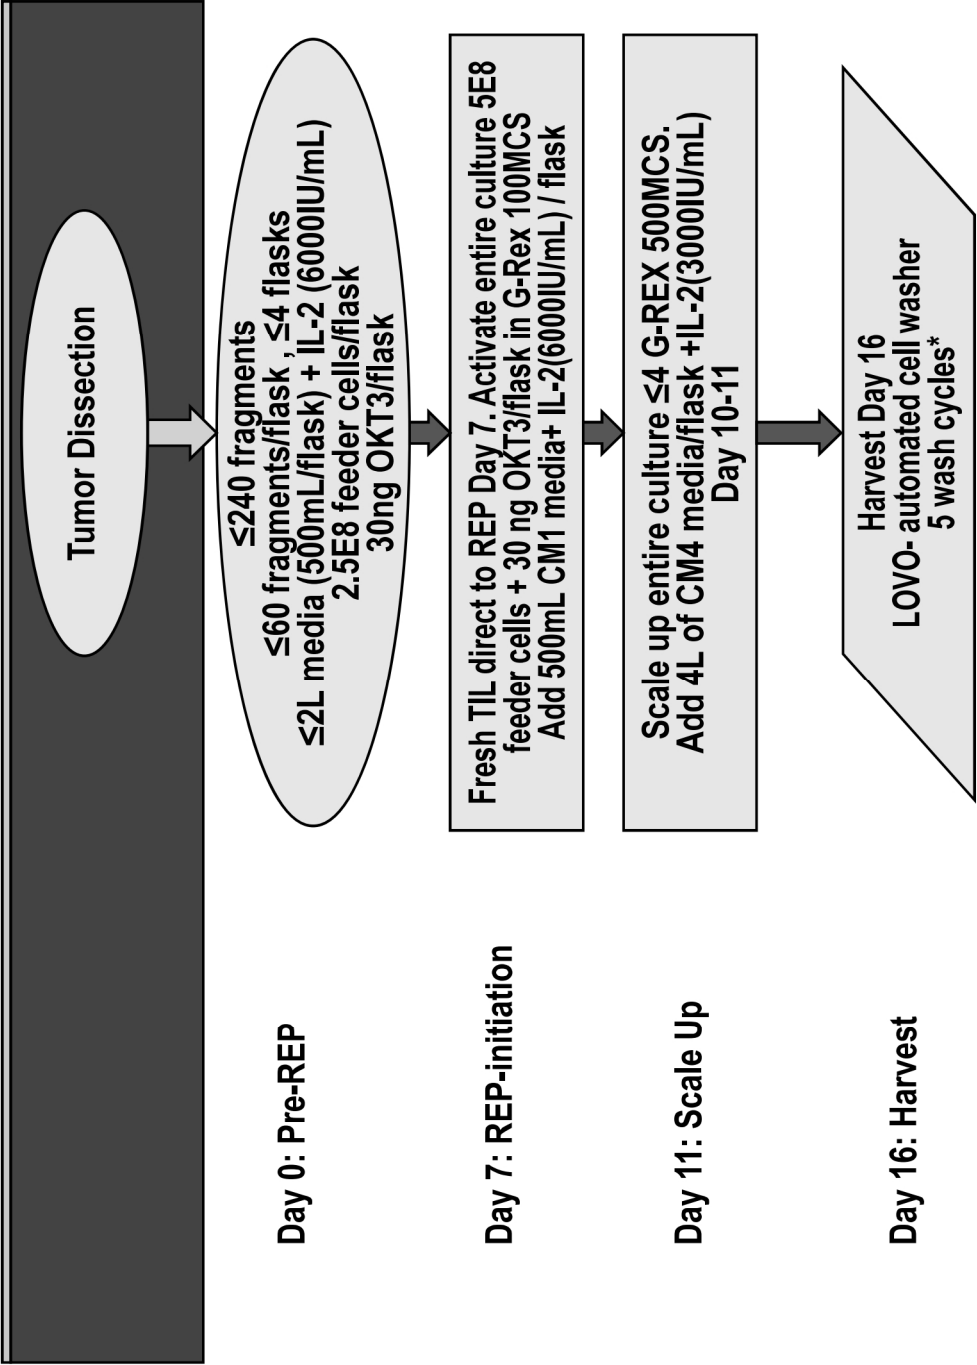 Tumor Dissection
Day 0: Pre-REP
≤240 fragments
≤60 fragments/flask , ≤4 flasks
≤2L media (500mL/flask) + IL-2 (6000IU/mL)
2.5E8 feeder cells/flask
30ng OKT3/flask
Day 7: REP-initiation
Fresh TIL direct to REP Day 7. Activate entire culture 5E8
feeder cells + 30 ng OKT3/flask in G-Rex 100MCS
Add 500mL CM1 media+ IL-2(6000IU/mL) / flask
Day 11: Scale Up
Scale up entire culture ≤4 G-REX 500MCS.
Add 4L of CM4 media/flask +IL-2(3000IU/mL)
Day 10-11
Day 16: Harvest
Harvest Day 16
LOVO- automated cell washer
5 wash cycles*